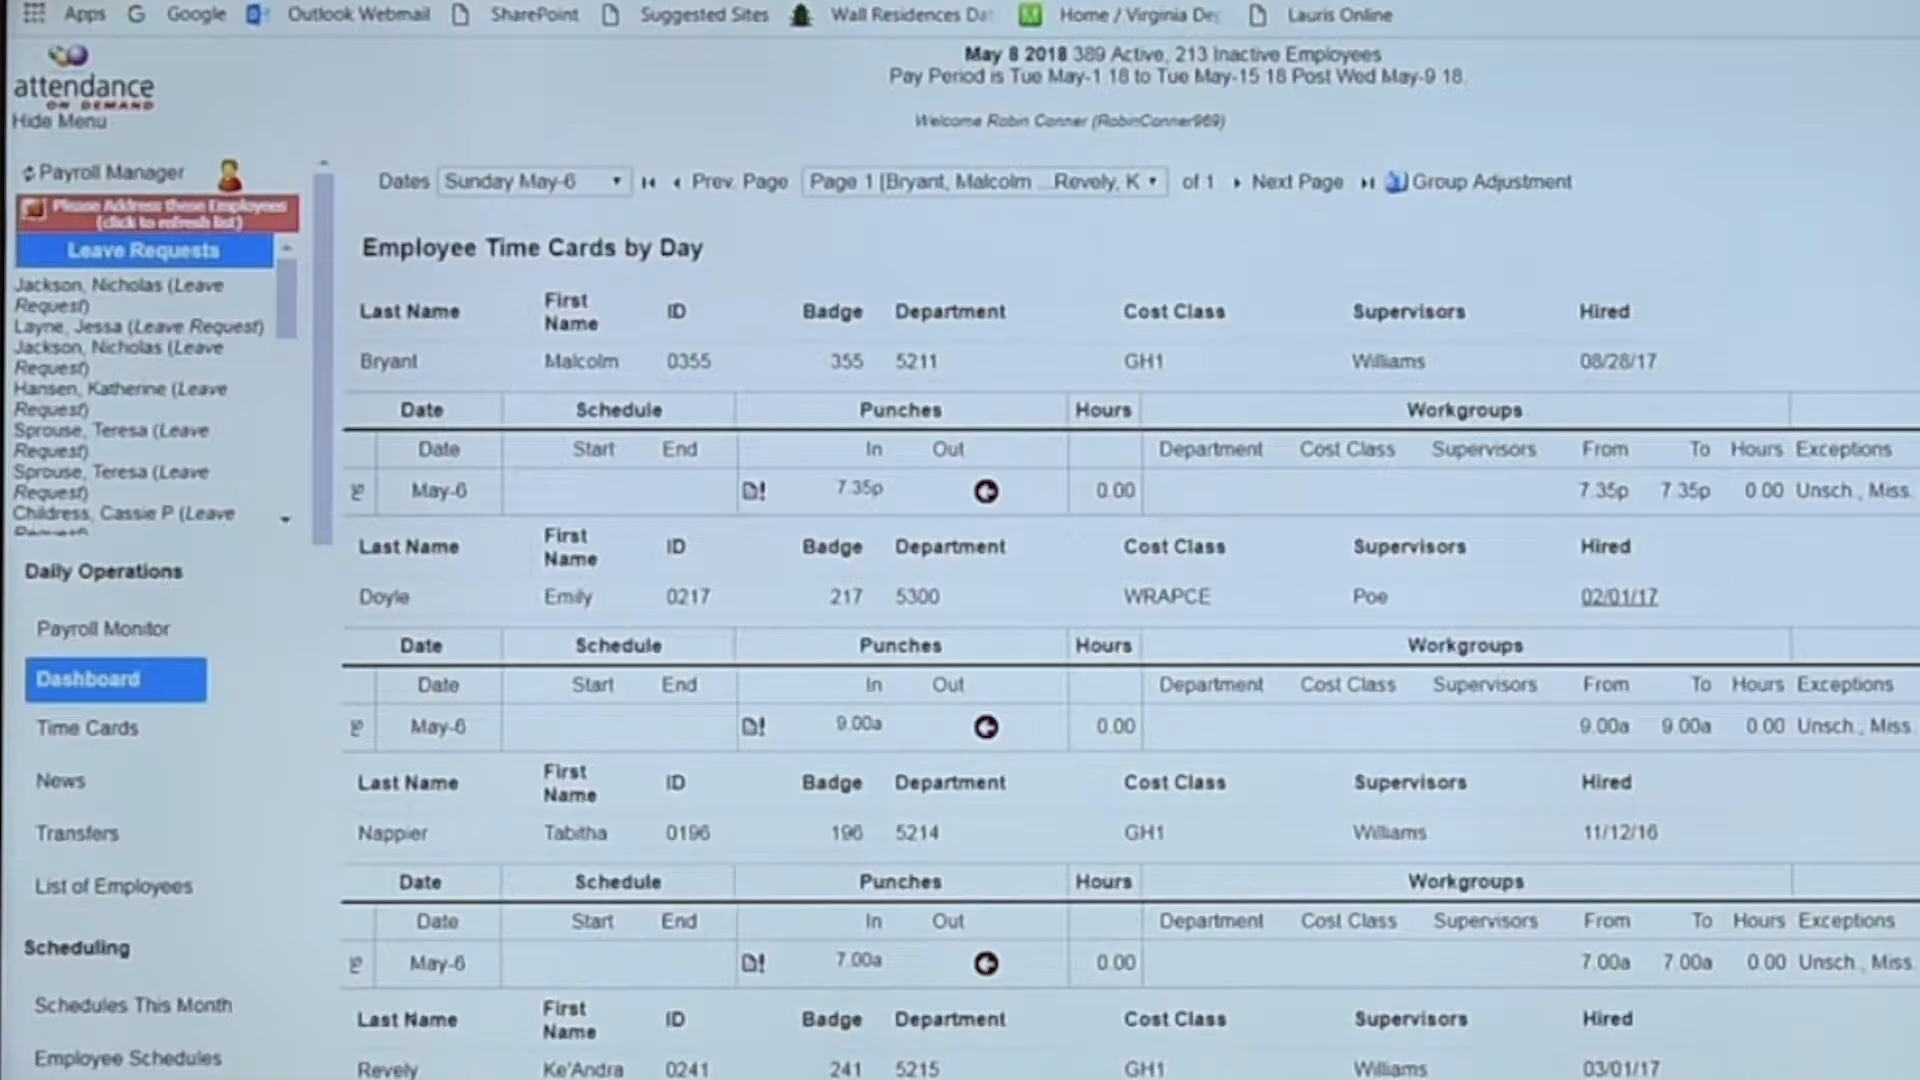 Apps Google Outlook Webmail SharePoint Suggested Sites Wall Residences Da Home / Virginia De Lauris Online
attendance
ON DEMAND
Hide Menu
May 8 2018 389 Active, 213 Inactive Employees
Pay Period is Tue May-1 18 to Tue May-15 18 Post Wed May-9 18
Welcome Robin Conner (RobinConner969)
Payroll Manager
Please Address these Employees
(click to refresh list)
Leave Requests
Jackson, Nicholas (Leave
Request)
Layne, Jessa (Leave Request)
Jackson, Nicholas (Leave
Request)
Hansen, Katherine (Leave
Request)
Sprouse, Teresa (Leave
Request)
Sprouse, Teresa (Leave
Request)
Childress, Cassie P (Leave
Daily Operations
Payroll Monitor
Dashboard
Time Cards
News
Transfers
List of Employees
Scheduling
Schedules This Month
Employee Schedules
Dates Sunday May-6 Prev. Page Page 1 [Bryant, Malcolm ...Revely, K of 1 Next Page Group Adjustment
Employee Time Cards by Day
Last Name First Name ID Badge Department Cost Class Supervisors Hired
Bryant Malcolm 0355 355 5211 GH1 Williams 08/28/17
Date Schedule Punches Hours Workgroups
Date Start End In Out Department Cost Class Supervisors From To Hours Exceptions
May-6 ! 7.35p 0.00 7.35p 7.35p 0.00 Unsch., Miss.
Last Name First Name ID Badge Department Cost Class Supervisors Hired
Doyle Emily 0217 217 5300 WRAPCE Poe 02/01/17
Date Schedule Punches Hours Workgroups
Date Start End In Out Department Cost Class Supervisors From To Hours Exceptions
May-6 ! 9.00a 0.00 9.00a 9.00a 0.00 Unsch., Miss.
Last Name First Name ID Badge Department Cost Class Supervisors Hired
Nappier Tabitha 0196 196 5214 GH1 Williams 11/12/16
Date Schedule Punches Hours Workgroups
Date Start End In Out Department Cost Class Supervisors From To Hours Exceptions
May-6 ! 7.00a 0.00 7.00a 7.00a 0.00 Unsch., Miss.
Last Name First Name ID Badge Department Cost Class Supervisors Hired
Revely Ke'Andra 0241 241 5215 GH1 Williams 03/01/17